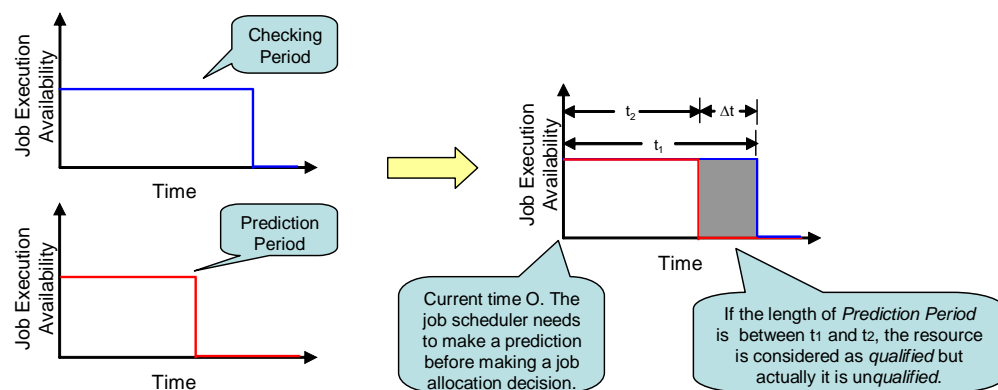 Checking
Period
Job Execution
Availability
Time
Prediction
Period
Job Execution
Availability
Time
t2
Δt
t1
Job Execution
Availability
Time
Current time O. The
job scheduler needs
to make a prediction
before making a job
allocation decision.
If the length of Prediction Period
is between t1 and t2, the resource
is considered as qualified but
actually it is unqualified.